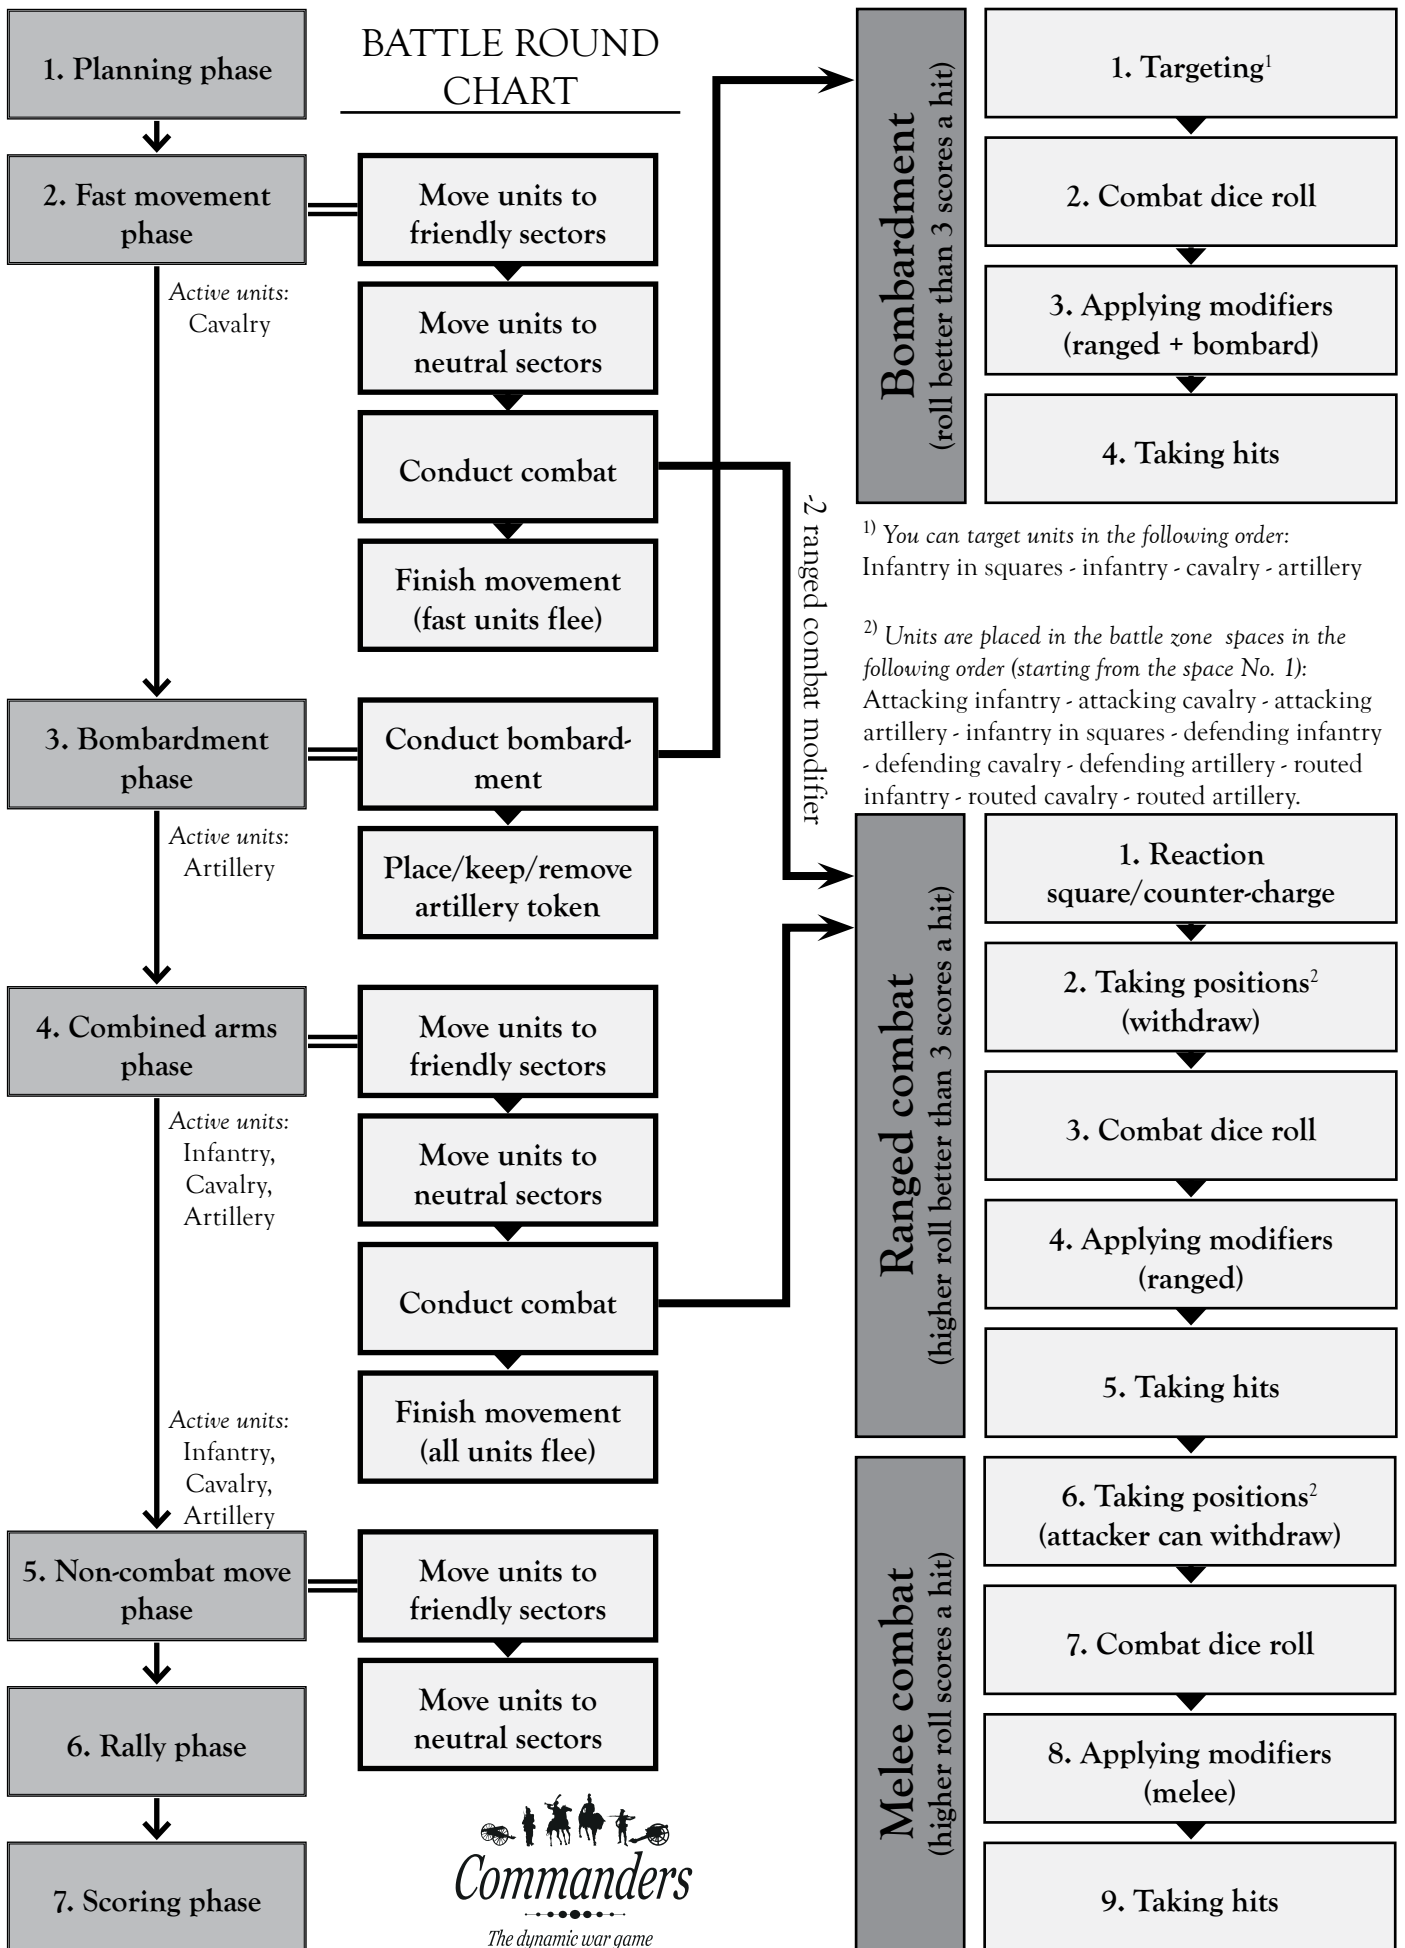 BATTLE ROUND
CHART
1. Planning phase
2. Fast movement
phase
Active units:
Cavalry
3. Bombardment
phase
Active units:
Artillery
4. Combined arms
phase
Active units:
Infantry,
Cavalry,
Artillery
Active units:
Infantry,
Cavalry,
Artillery
5. Non-combat move
phase
6. Rally phase
7. Scoring phase
Move units to
friendly sectors
Move units to
neutral sectors
Conduct combat
Finish movement
(fast units flee)
Conduct bombard-
ment
Place/keep/remove
artillery token
Move units to
friendly sectors
Move units to
neutral sectors
Conduct combat
Finish movement
(all units flee)
Move units to
friendly sectors
Move units to
neutral sectors
Commanders
The dynamic war game
-2 ranged combat modifier
Bombardment
(roll better than 3 scores a hit)
1. Targeting¹
2. Combat dice roll
3. Applying modifiers
(ranged + bombard)
4. Taking hits
1) You can target units in the following order:
Infantry in squares - infantry - cavalry - artillery
2) Units are placed in the battle zone spaces in the
following order (starting from the space No. 1):
Attacking infantry - attacking cavalry - attacking
artillery - infantry in squares - defending infantry
- defending cavalry - defending artillery - routed
infantry - routed cavalry - routed artillery.
Ranged combat
(higher roll better than 3 scores a hit)
1. Reaction
square/counter-charge
2. Taking positions²
(withdraw)
3. Combat dice roll
4. Applying modifiers
(ranged)
5. Taking hits
Melee combat
(higher roll scores a hit)
6. Taking positions²
(attacker can withdraw)
7. Combat dice roll
8. Applying modifiers
(melee)
9. Taking hits